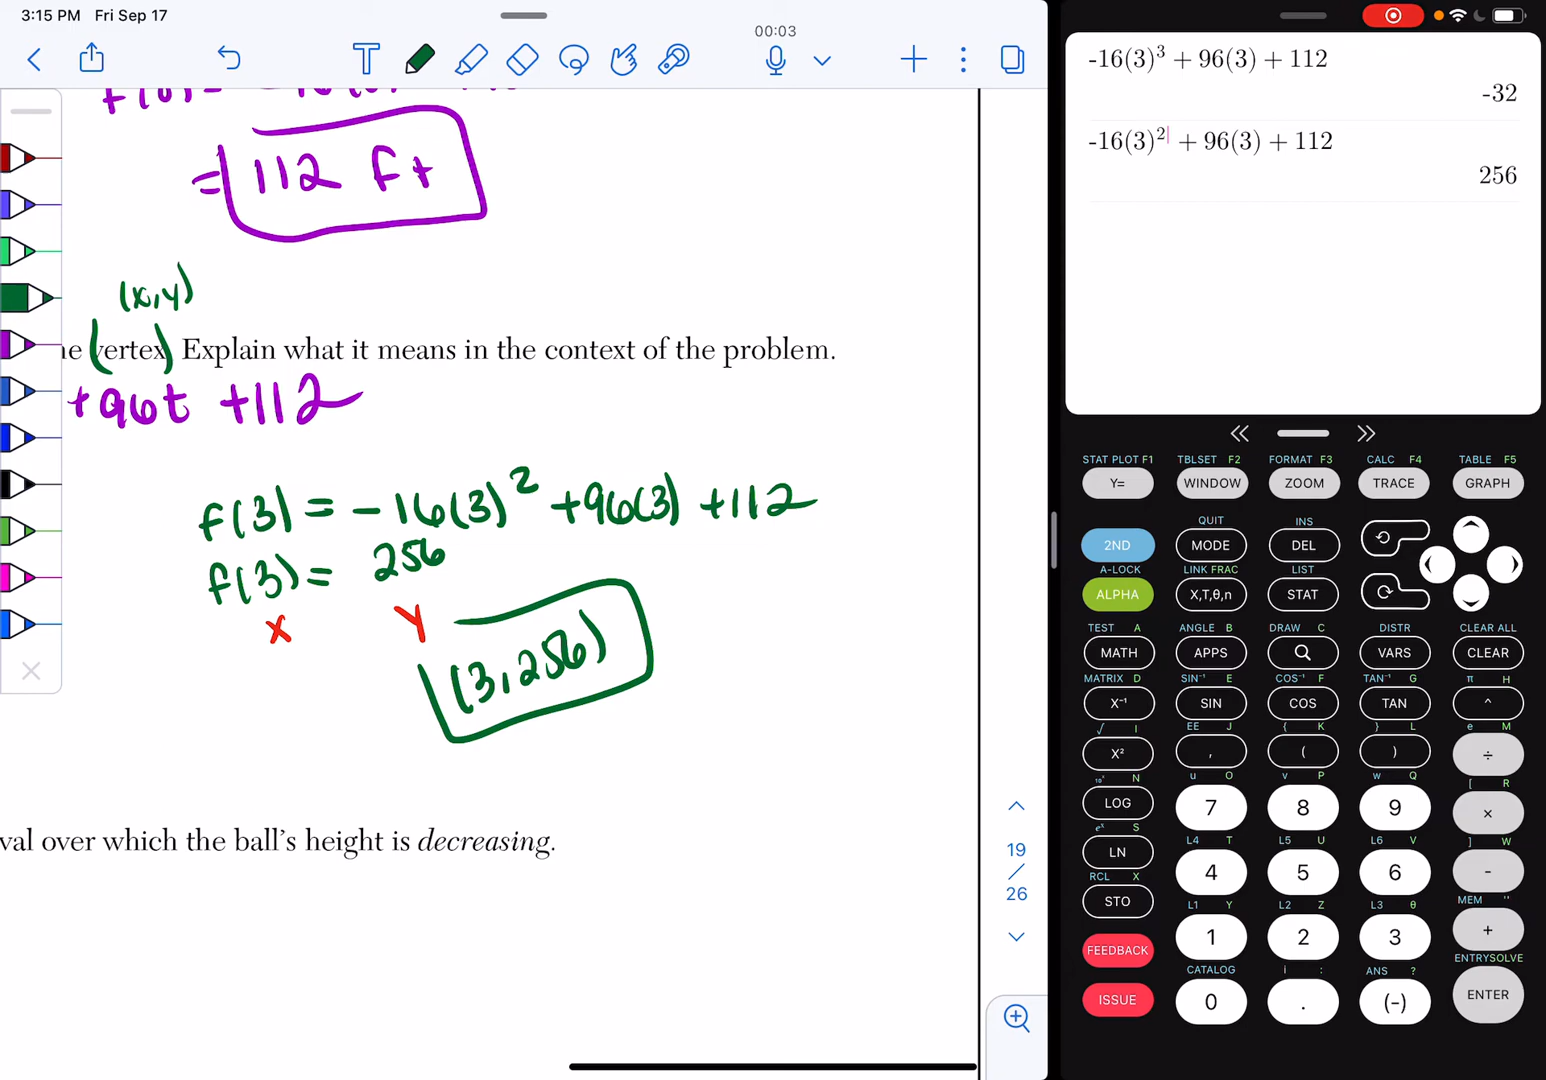 3:15 PM Fri Sep 17
00:03
T
= 112 ft
(x,y)
vertex. Explain what it means in the context of the problem.
+96t +112
f(3) = -16(3)² +96(3) +112
f(3) = 256
x y
(3,256)
val over which the ball's height is decreasing.
19
/
26
-16(3)³ + 96(3) + 112
-32
-16(3)² + 96(3) + 112
256
STAT PLOT F1 TBLSET F2 FORMAT F3 CALC F4 TABLE F5
Y= WINDOW ZOOM TRACE GRAPH
QUIT INS
2ND MODE DEL
A-LOCK LINK FRAC LIST
ALPHA X,T,θ,n STAT
TEST A ANGLE B DRAW C DISTR CLEAR ALL
MATH APPS VARS CLEAR
MATRIX D SIN⁻¹ E COS⁻¹ F TAN⁻¹ G π H
X⁻¹ SIN COS TAN ^
√ I EE J { K } L e M
X² , ( ) ÷
10ˣ N u O v P w Q [ R
LOG 7 8 9 ×
eˣ S L4 T L5 U L6 V ] W
LN 4 5 6 -
RCL X L1 Y L2 Z L3 θ MEM "
STO 1 2 3 +
FEEDBACK
CATALOG i : ANS ? ENTRY SOLVE
ISSUE 0 . (-) ENTER